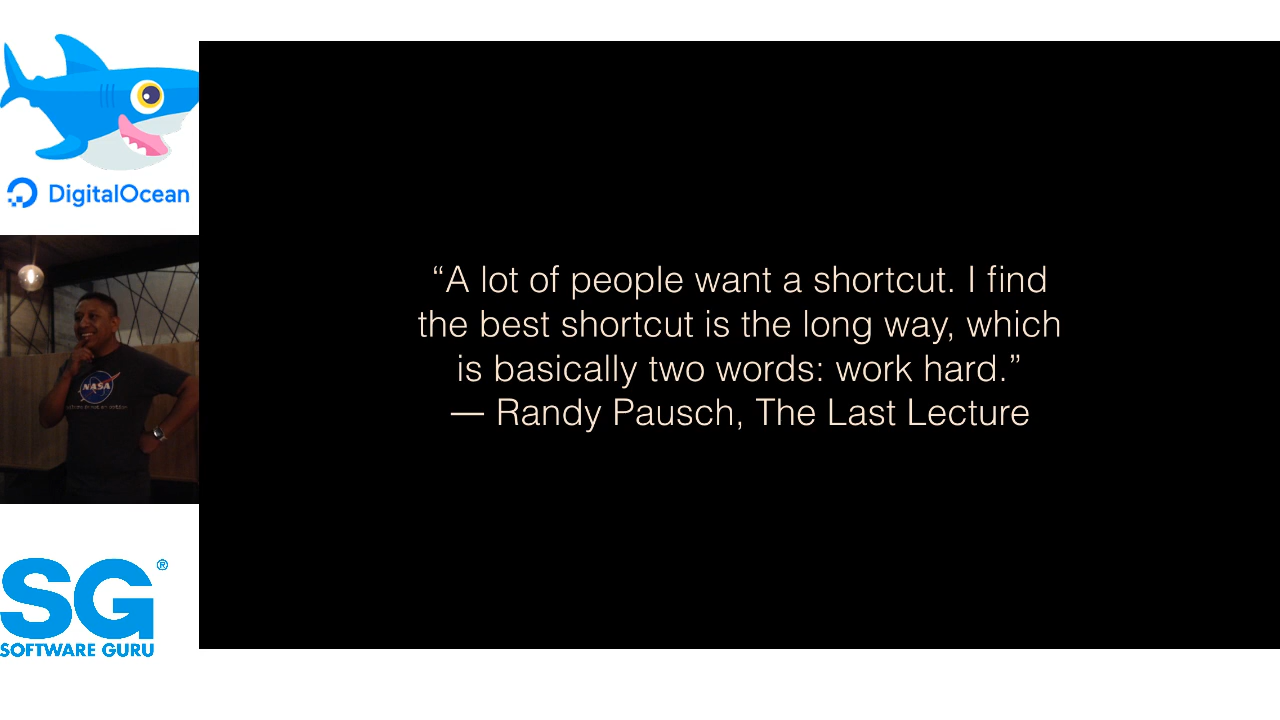 DigitalOcean
NASA
SG®
SOFTWARE GURU
“A lot of people want a shortcut. I find
the best shortcut is the long way, which
is basically two words: work hard.”
— Randy Pausch, The Last Lecture